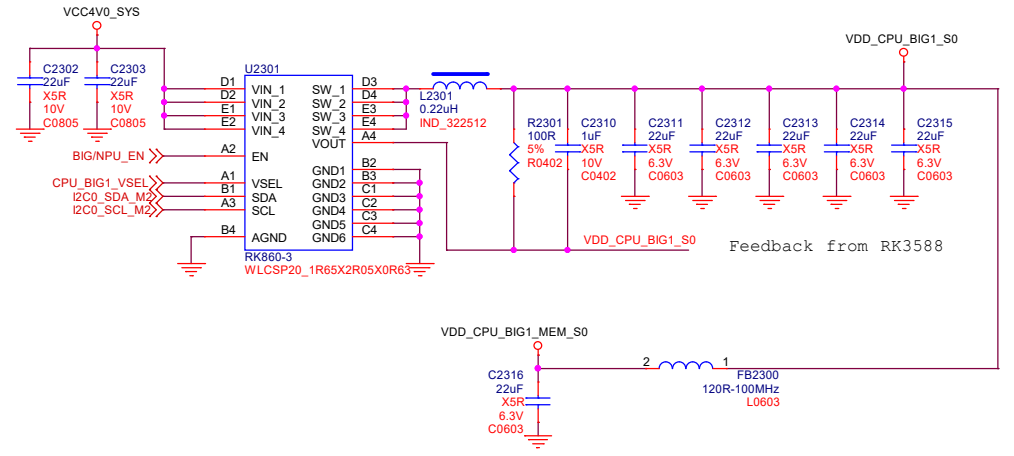 VCC4V0_SYS
C2302
22uF
X5R
10V
C0805
C2303
22uF
X5R
10V
C0805
U2301
D1 VIN_1 SW_1 D3
D2 VIN_2 SW_2 D4
E1 VIN_3 SW_3 E3
E2 VIN_4 SW_4 E4
VOUT A4
BIG/NPU_EN A2 EN
GND1 B2
CPU_BIG1_VSEL A1 VSEL GND2 B3
I2C0_SDA_M2 B1 SDA GND3 C1
I2C0_SCL_M2 A3 SCL GND4 C2
GND5 C3
B4 AGND GND6 C4
RK860-3
WLCSP20_1R65X2R05X0R63
L2301
0.22uH
IND_322512
VDD_CPU_BIG1_S0
R2301
100R
5%
R0402
C2310
1uF
X5R
10V
C0402
C2311
22uF
X5R
6.3V
C0603
C2312
22uF
X5R
6.3V
C0603
C2313
22uF
X5R
6.3V
C0603
C2314
22uF
X5R
6.3V
C0603
C2315
22uF
X5R
6.3V
C0603
VDD_CPU_BIG1_S0
Feedback from RK3588
VDD_CPU_BIG1_MEM_S0
2 1
FB2300
120R-100MHz
L0603
C2316
22uF
X5R
6.3V
C0603